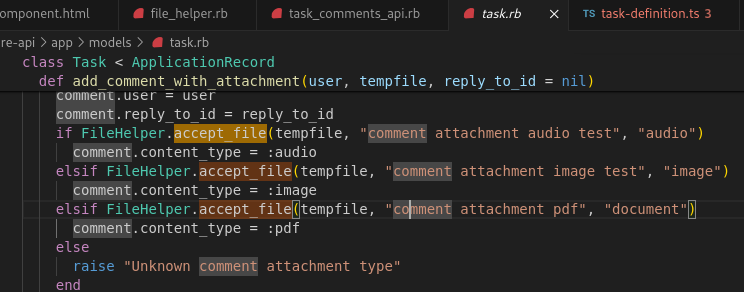 omponent.html file_helper.rb task_comments_api.rb task.rb TS task-definition.ts 3
re-api > app > models > task.rb
class Task < ApplicationRecord
def add_comment_with_attachment(user, tempfile, reply_to_id = nil)
comment.user = user
comment.reply_to_id = reply_to_id
if FileHelper.accept_file(tempfile, "comment attachment audio test", "audio")
comment.content_type = :audio
elsif FileHelper.accept_file(tempfile, "comment attachment image test", "image")
comment.content_type = :image
elsif FileHelper.accept_file(tempfile, "comment attachment pdf", "document")
comment.content_type = :pdf
else
raise "Unknown comment attachment type"
end